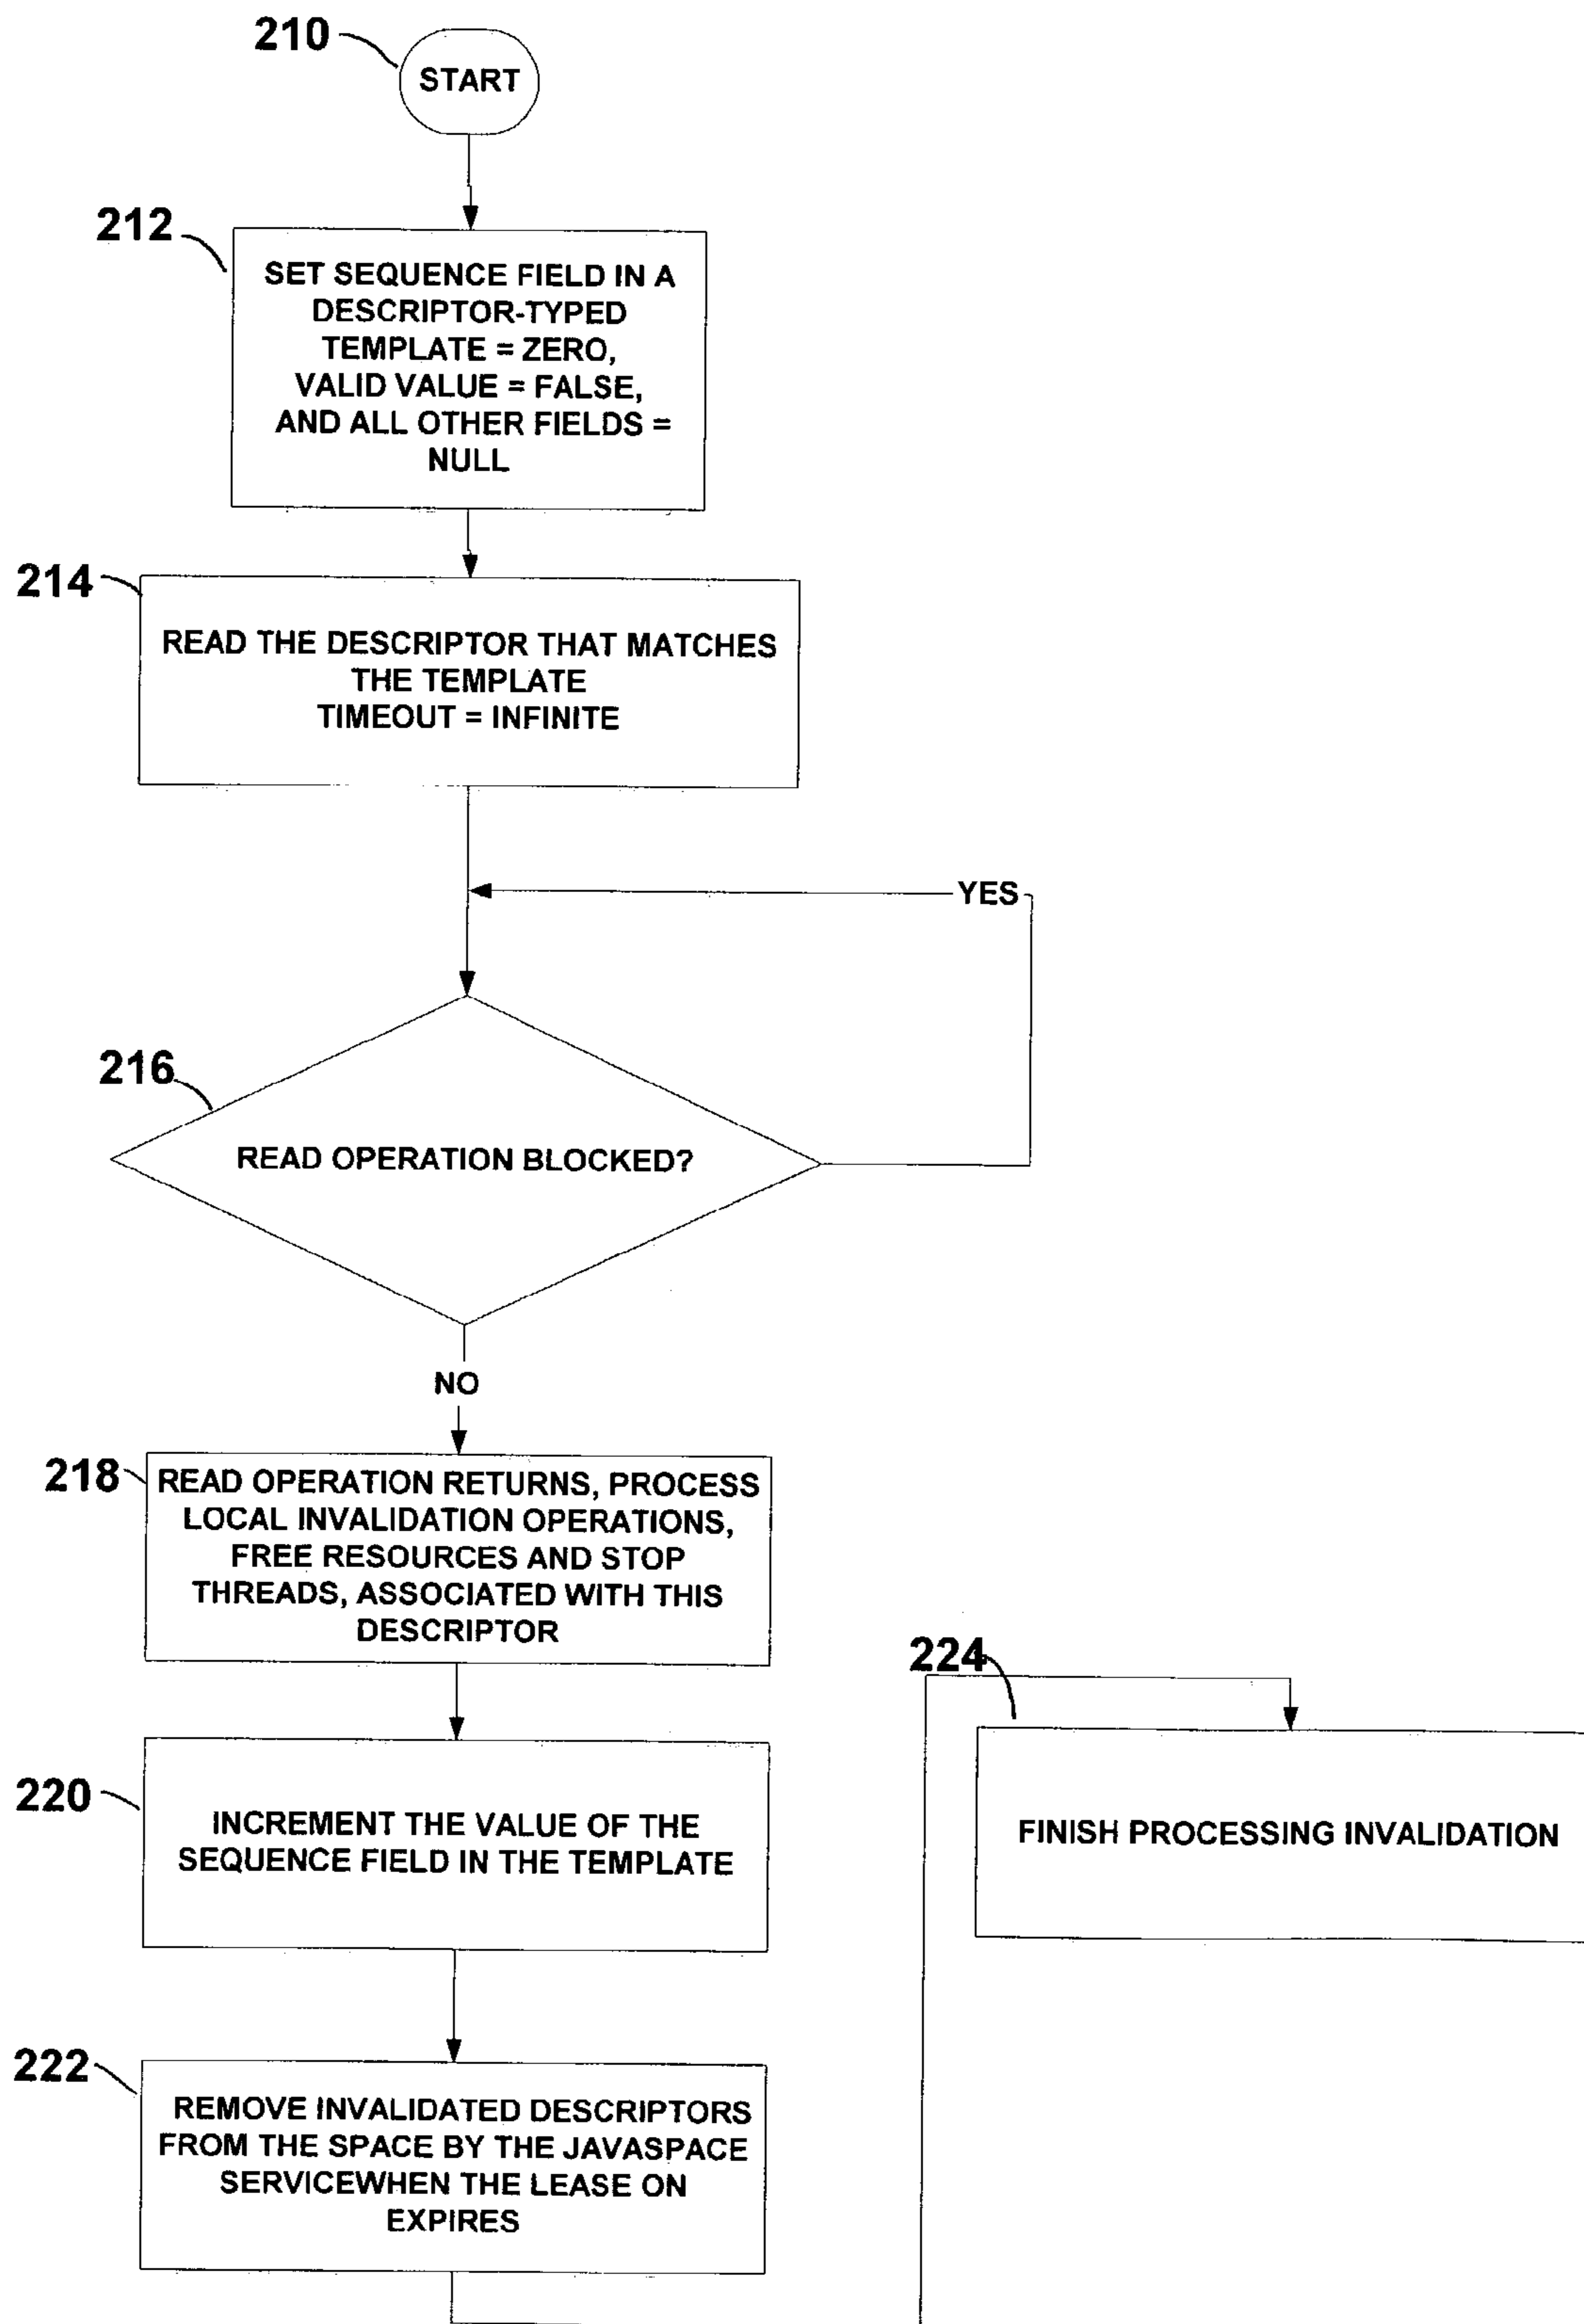 210
START
212
SET SEQUENCE FIELD IN A
DESCRIPTOR-TYPED
TEMPLATE = ZERO,
VALID VALUE = FALSE,
AND ALL OTHER FIELDS =
NULL
214
READ THE DESCRIPTOR THAT MATCHES
THE TEMPLATE
TIMEOUT = INFINITE
YES
216
READ OPERATION BLOCKED?
NO
218
READ OPERATION RETURNS, PROCESS
LOCAL INVALIDATION OPERATIONS,
FREE RESOURCES AND STOP
THREADS, ASSOCIATED WITH THIS
DESCRIPTOR
220
INCREMENT THE VALUE OF THE
SEQUENCE FIELD IN THE TEMPLATE
222
REMOVE INVALIDATED DESCRIPTORS
FROM THE SPACE BY THE JAVASPACE
SERVICEWHEN THE LEASE ON
EXPIRES
224
FINISH PROCESSING INVALIDATION